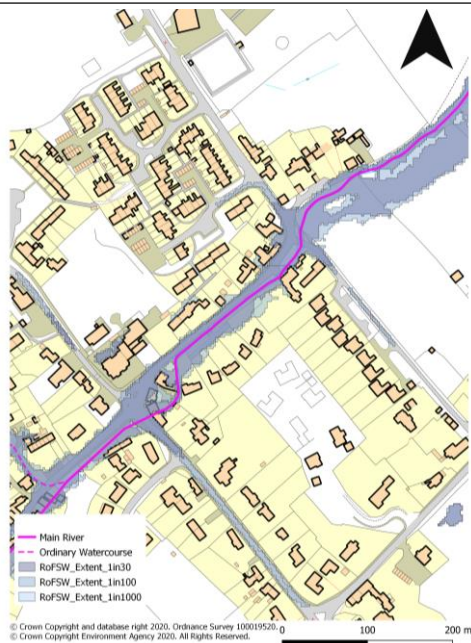 Main River
Ordinary Watercourse
RoFSW_Extent_1in30
RoFSW_Extent_1in100
RoFSW_Extent_1in1000
© Crown Copyright and database right 2020. Ordnance Survey 100019520.
© Crown Copyright Environment Agency 2020. All Rights Reserved.
0 100 200 m